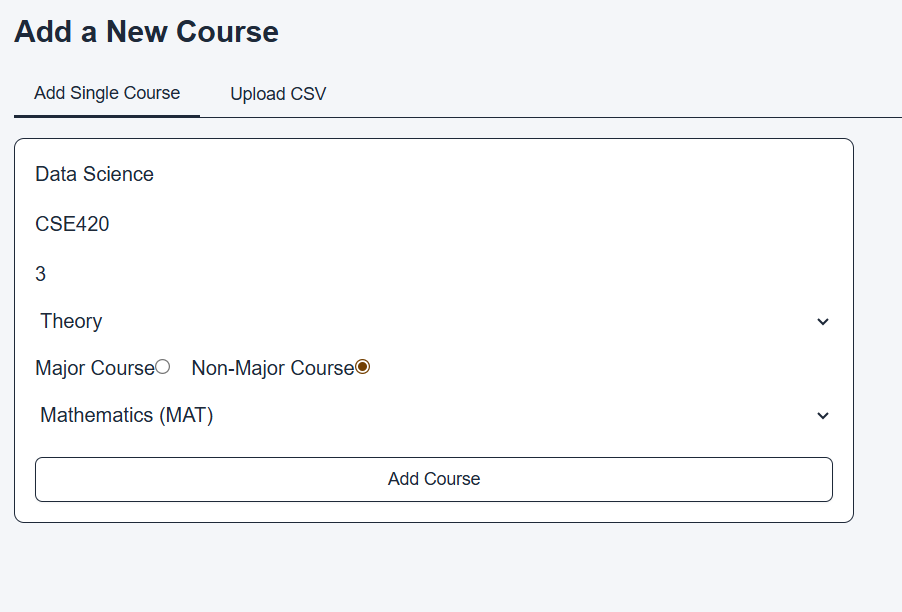 Add a New Course
Add Single Course Upload CSV
Data Science
CSE420
3
Theory
Major Course Non-Major Course
Mathematics (MAT)
Add Course